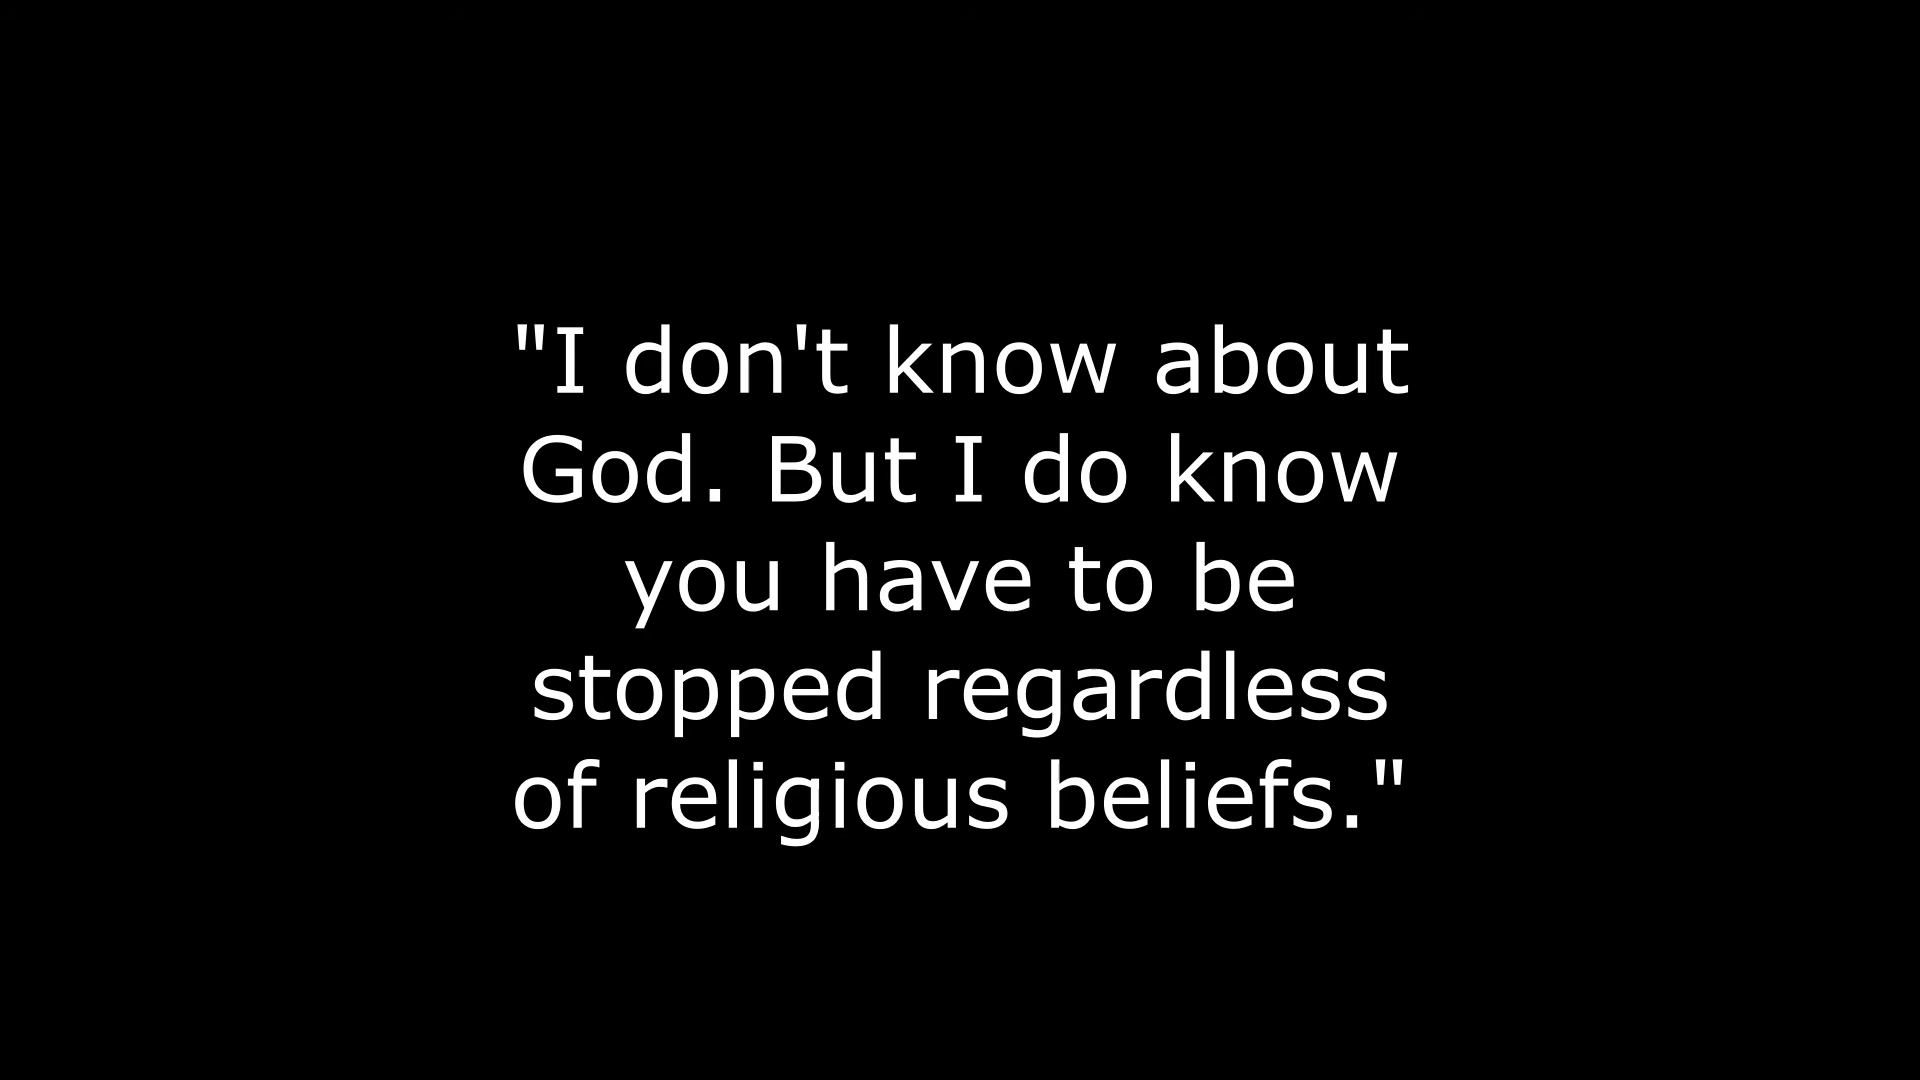 "I don't know about
God. But I do know
you have to be
stopped regardless
of religious beliefs."